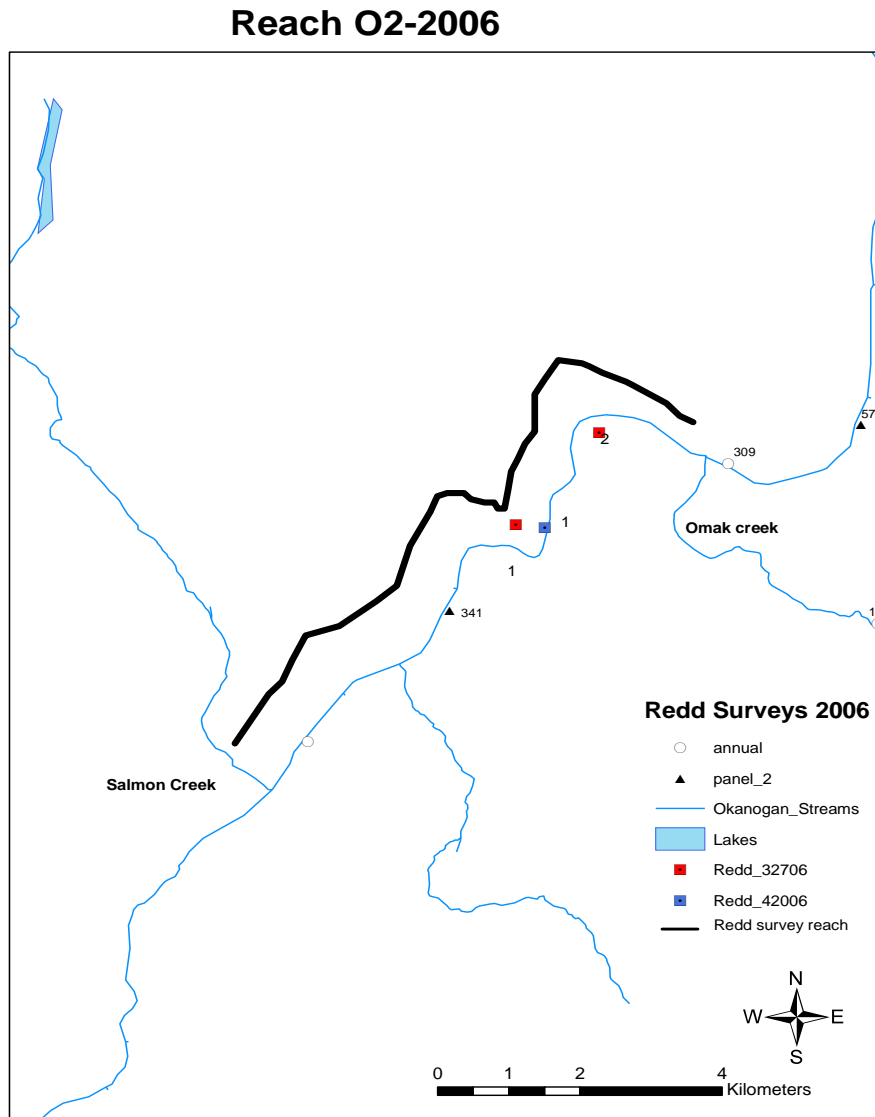 Reach O2-2006
57
2
309
Omak creek
1
1
341
1
Redd Surveys 2006
annual
Salmon Creek
panel_2
Okanogan_Streams
Lakes
Redd_32706
Redd_42006
Redd survey reach
N
W E
S
0 1 2 4
Kilometers